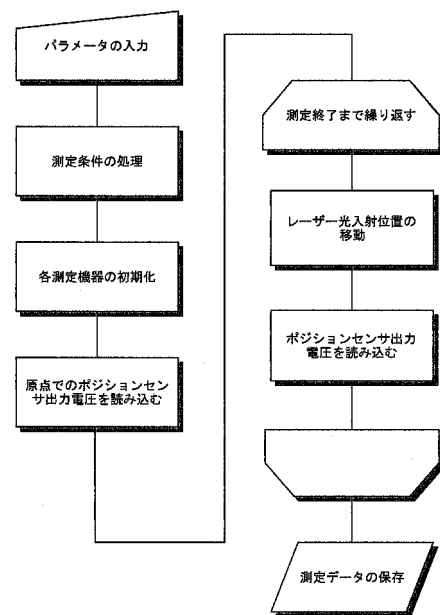 パラメータの入力
測定条件の処理
各測定機器の初期化
原点でのポジションセン
サ出力電圧を読み込む
測定終了まで繰り返す
レーザー光入射位置の
移動
ポジションセンサ出力
電圧を読み込む
測定データの保存